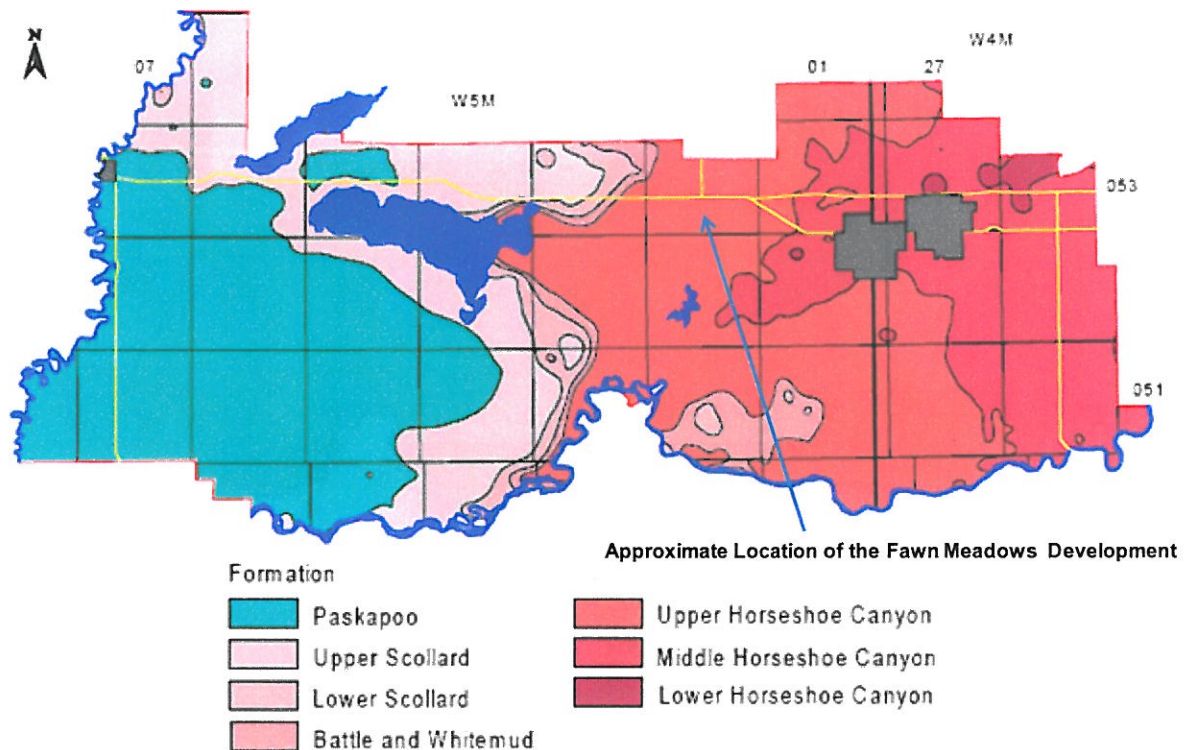 N
07
W5M
W4M
01
27
053
051
Approximate Location of the Fawn Meadows Development
Formation
Paskapoo
Upper Scollard
Lower Scollard
Battle and Whitemud
Upper Horseshoe Canyon
Middle Horseshoe Canyon
Lower Horseshoe Canyon